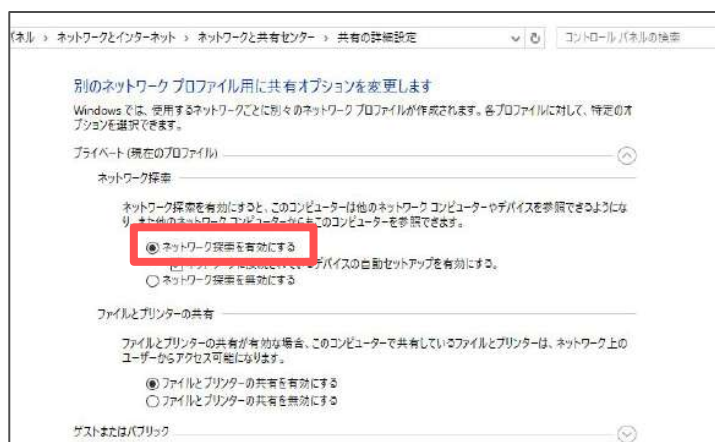 パネル › ネットワークとインターネット › ネットワークと共有センター › 共有の詳細設定
コントロール パネルの検索
別のネットワーク プロファイル用に共有オプションを変更します
Windows では、使用するネットワークごとに別々のネットワーク プロファイルが作成されます。各プロファイルに対して、特定のオ
プションを選択できます。
プライベート (現在のプロファイル)
ネットワーク探索
ネットワーク探索を有効にすると、このコンピューターは他のネットワーク コンピューターやデバイスを参照できるようにな
り、また他のネットワーク コンピューターからもこのコンピューターを参照できます。
ネットワーク探索を有効にする
ネットワークに接続されているデバイスの自動セットアップを有効にする。
ネットワーク探索を無効にする
ファイルとプリンターの共有
ファイルとプリンターの共有が有効な場合、このコンピューターで共有しているファイルとプリンターは、ネットワーク上の
ユーザーからアクセス可能になります。
ファイルとプリンターの共有を有効にする
ファイルとプリンターの共有を無効にする
ゲストまたはパブリック